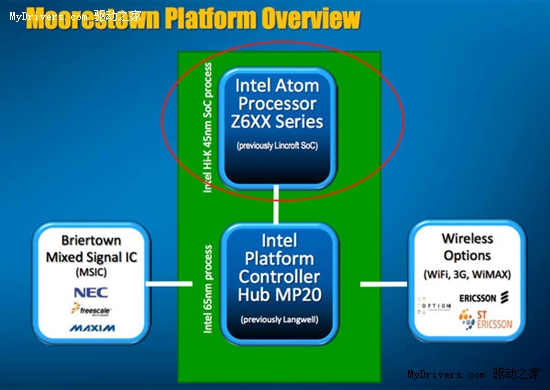 Moorestown Platform Overview
MyDrivers.com 驱动之家
Intel Hi-K 45nm SoC process
Intel Atom
Processor
Z6XX Series
(previously Lincroft SoC)
Intel 65nm process
Briertown
Mixed Signal IC
(MSIC)
NEC
freescale
MAXIM
Intel
Platform
Controller
Hub MP20
(previously Langwell)
Wireless
Options
(WiFi, 3G, WiMAX)
OPTION
ERICSSON
ST
ERICSSON
MyDrivers.com 驱动之家